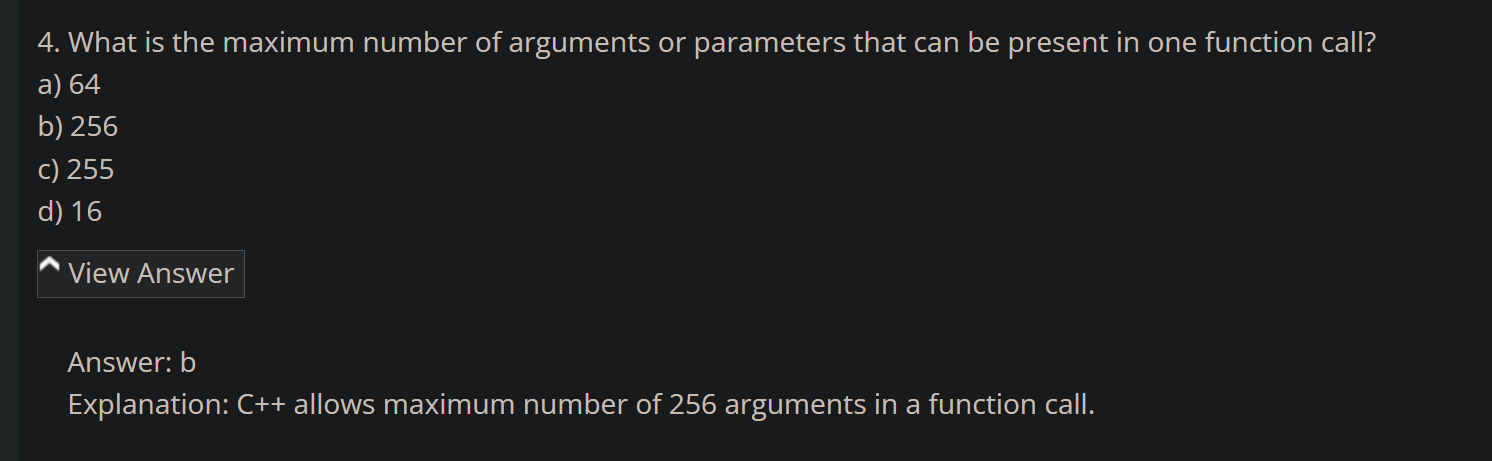 4. What is the maximum number of arguments or parameters that can be present in one function call?
a) 64
b) 256
c) 255
d) 16
View Answer
Answer: b
Explanation: C++ allows maximum number of 256 arguments in a function call.